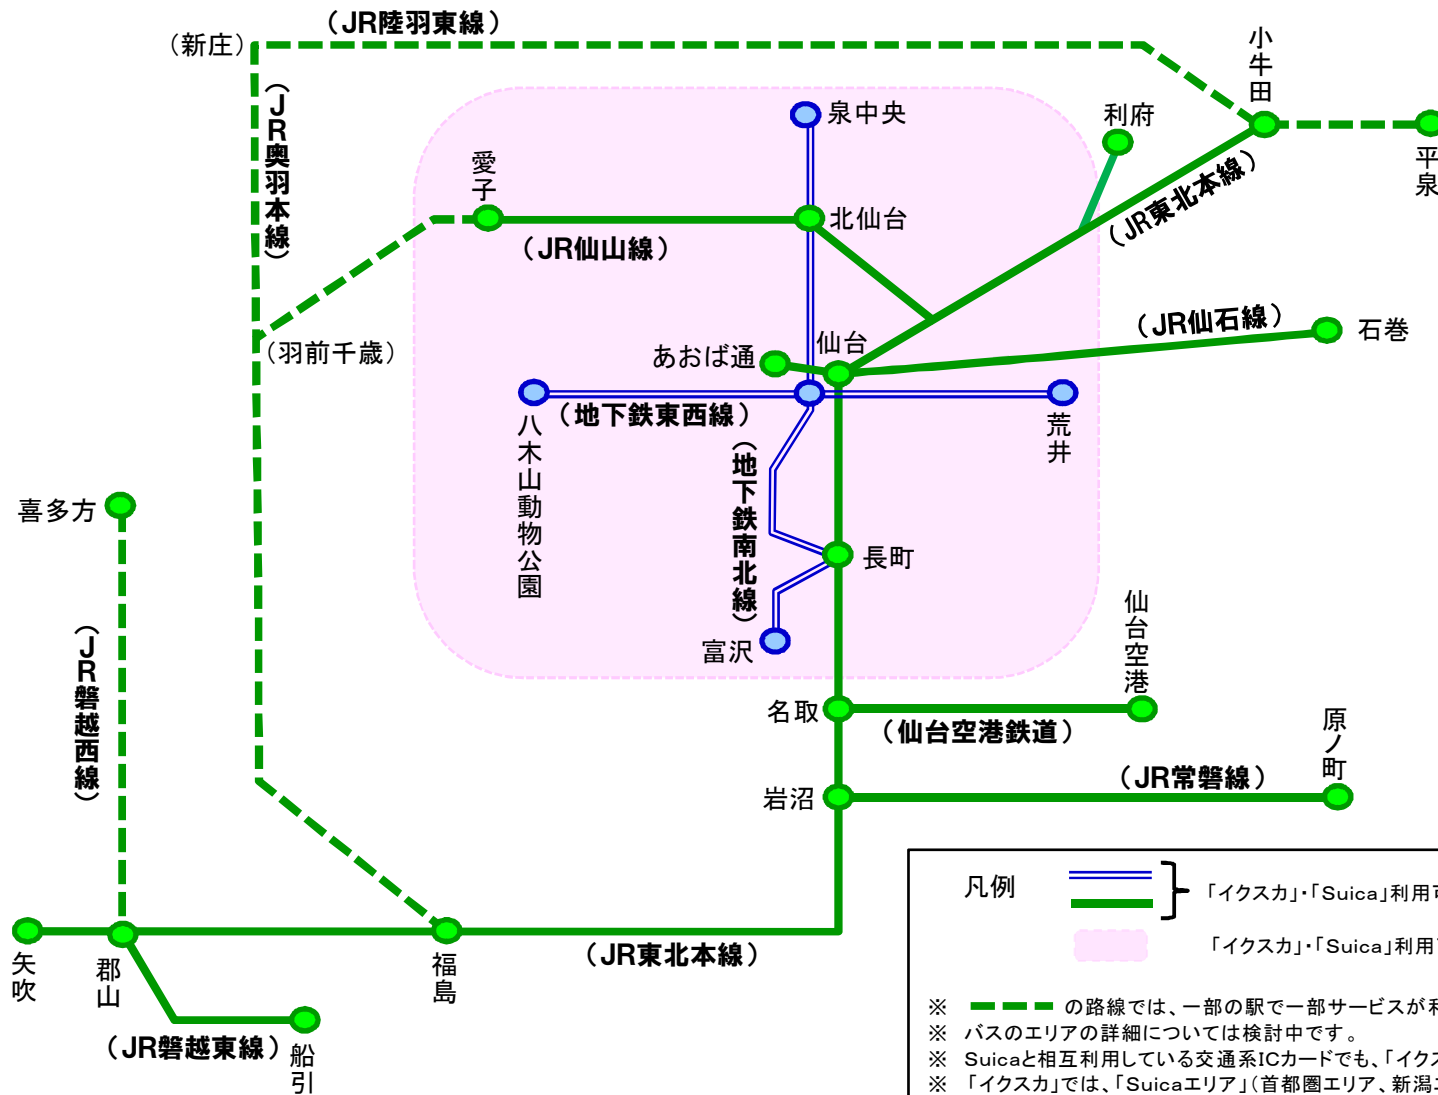 （JR陸羽東線）
（新庄）
小牛田
（JR奥羽本線）
泉中央
利府
平泉
愛子
北仙台
（JR東北本線）
（JR仙山線）
（JR仙石線）
石巻
仙台
あおば通
（羽前千歳）
（地下鉄東西線）
八木山動物公園
荒井
（地下鉄南北線）
喜多方
長町
仙台空港
富沢
（JR磐越西線）
名取
（仙台空港鉄道）
原ノ町
（JR常磐線）
岩沼
凡例
「イクスカ」・「Suica」利用可
「イクスカ」・「Suica」利用
矢吹
郡山
福島
（JR東北本線）
（JR磐越東線）
船引
※ の路線では、一部の駅で一部サービスが利
※ バスのエリアの詳細については検討中です。
※ Suicaと相互利用している交通系ICカードでも、「イクス
※ 「イクスカ」では、「Suicaエリア」（首都圏エリア、新潟エ